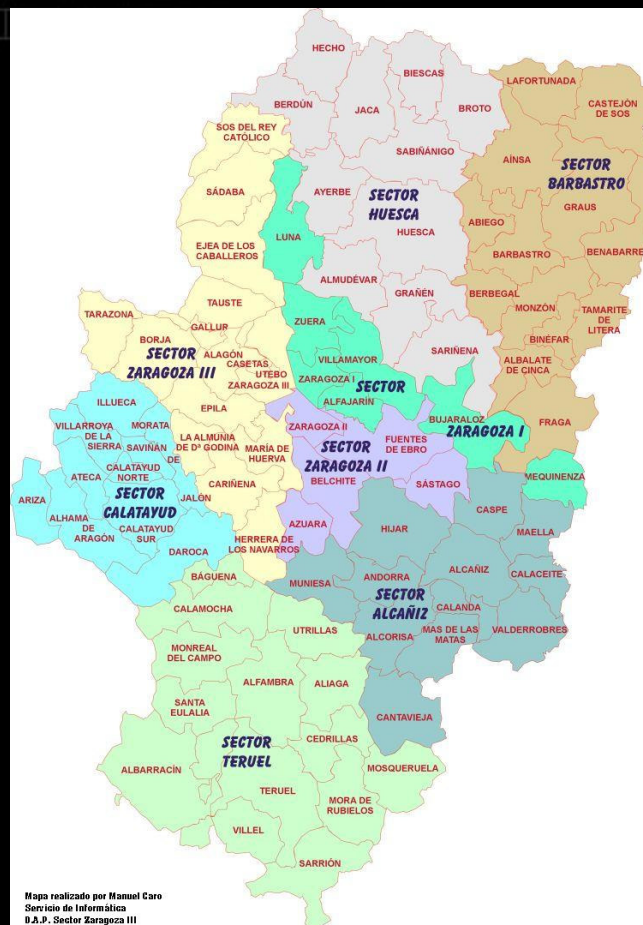 HECHO
BIESCAS
LAFORTUNADA
CASTEJÓN
DE SOS
BERDÚN
JACA
BROTO
SOS DEL REY
CATÓLICO
SABIÑÁNIGO
AÍNSA
SECTOR
BARBASTRO
SÁDABA
AYERBE
SECTOR
HUESCA
GRAUS
ABIEGO
LUNA
HUESCA
EJEA DE LOS
CABALLEROS
BARBASTRO
BENABARRE
ALMUDÉVAR
GRAÑÉN
BERBEGAL
MONZÓN
TAMARITE
DE
LITERA
TAUSTE
TARAZONA
GALLUR
ZUERA
BORJA
BINÉFAR
SARIÑENA
SECTOR
ZARAGOZA III
ALAGÓN
VILLAMAYOR
ALBALATE
DE CINCA
CASETAS
UTEBO
ZARAGOZA III
ZARAGOZA I
SECTOR
ILLUECA
ALFAJARÍN
EPILA
BUJARALOZ
FRAGA
VILLARROYA
DE LA
SIERRA
MORATA
ZARAGOZA II
ZARAGOZA I
LA ALMUNIA
DE Dª GODINA
MARÍA DE
HUERVA
SECTOR
ZARAGOZA II
FUENTES
DE EBRO
SAVIÑÁN
DE
CALATAYUD
NORTE
ATECA
BELCHITE
SÁSTAGO
MEQUINENZA
CARIÑENA
SECTOR
CALATAYUD
JALÓN
ARIZA
CASPE
ALHAMA
DE
ARAGÓN
CALATAYUD
SUR
AZUARA
HIJAR
MAELLA
HERRERA DE
LOS NAVARROS
DAROCA
BÁGUENA
MUNIESA
ANDORRA
ALCAÑIZ
CALACEITE
SECTOR
ALCAÑIZ
CALAMOCHA
CALANDA
UTRILLAS
ALCORISA
MAS DE LAS
MATAS
VALDERROBRES
MONREAL
DEL CAMPO
ALFAMBRA
ALIAGA
SANTA
EULALIA
CANTAVIEJA
SECTOR
TERUEL
CEDRILLAS
ALBARRACÍN
MOSQUERUELA
TERUEL
MORA DE
RUBIELOS
VILLEL
SARRIÓN
Mapa realizado por Manuel Caro
Servicio de Informática
D.A.P. Sector Zaragoza III